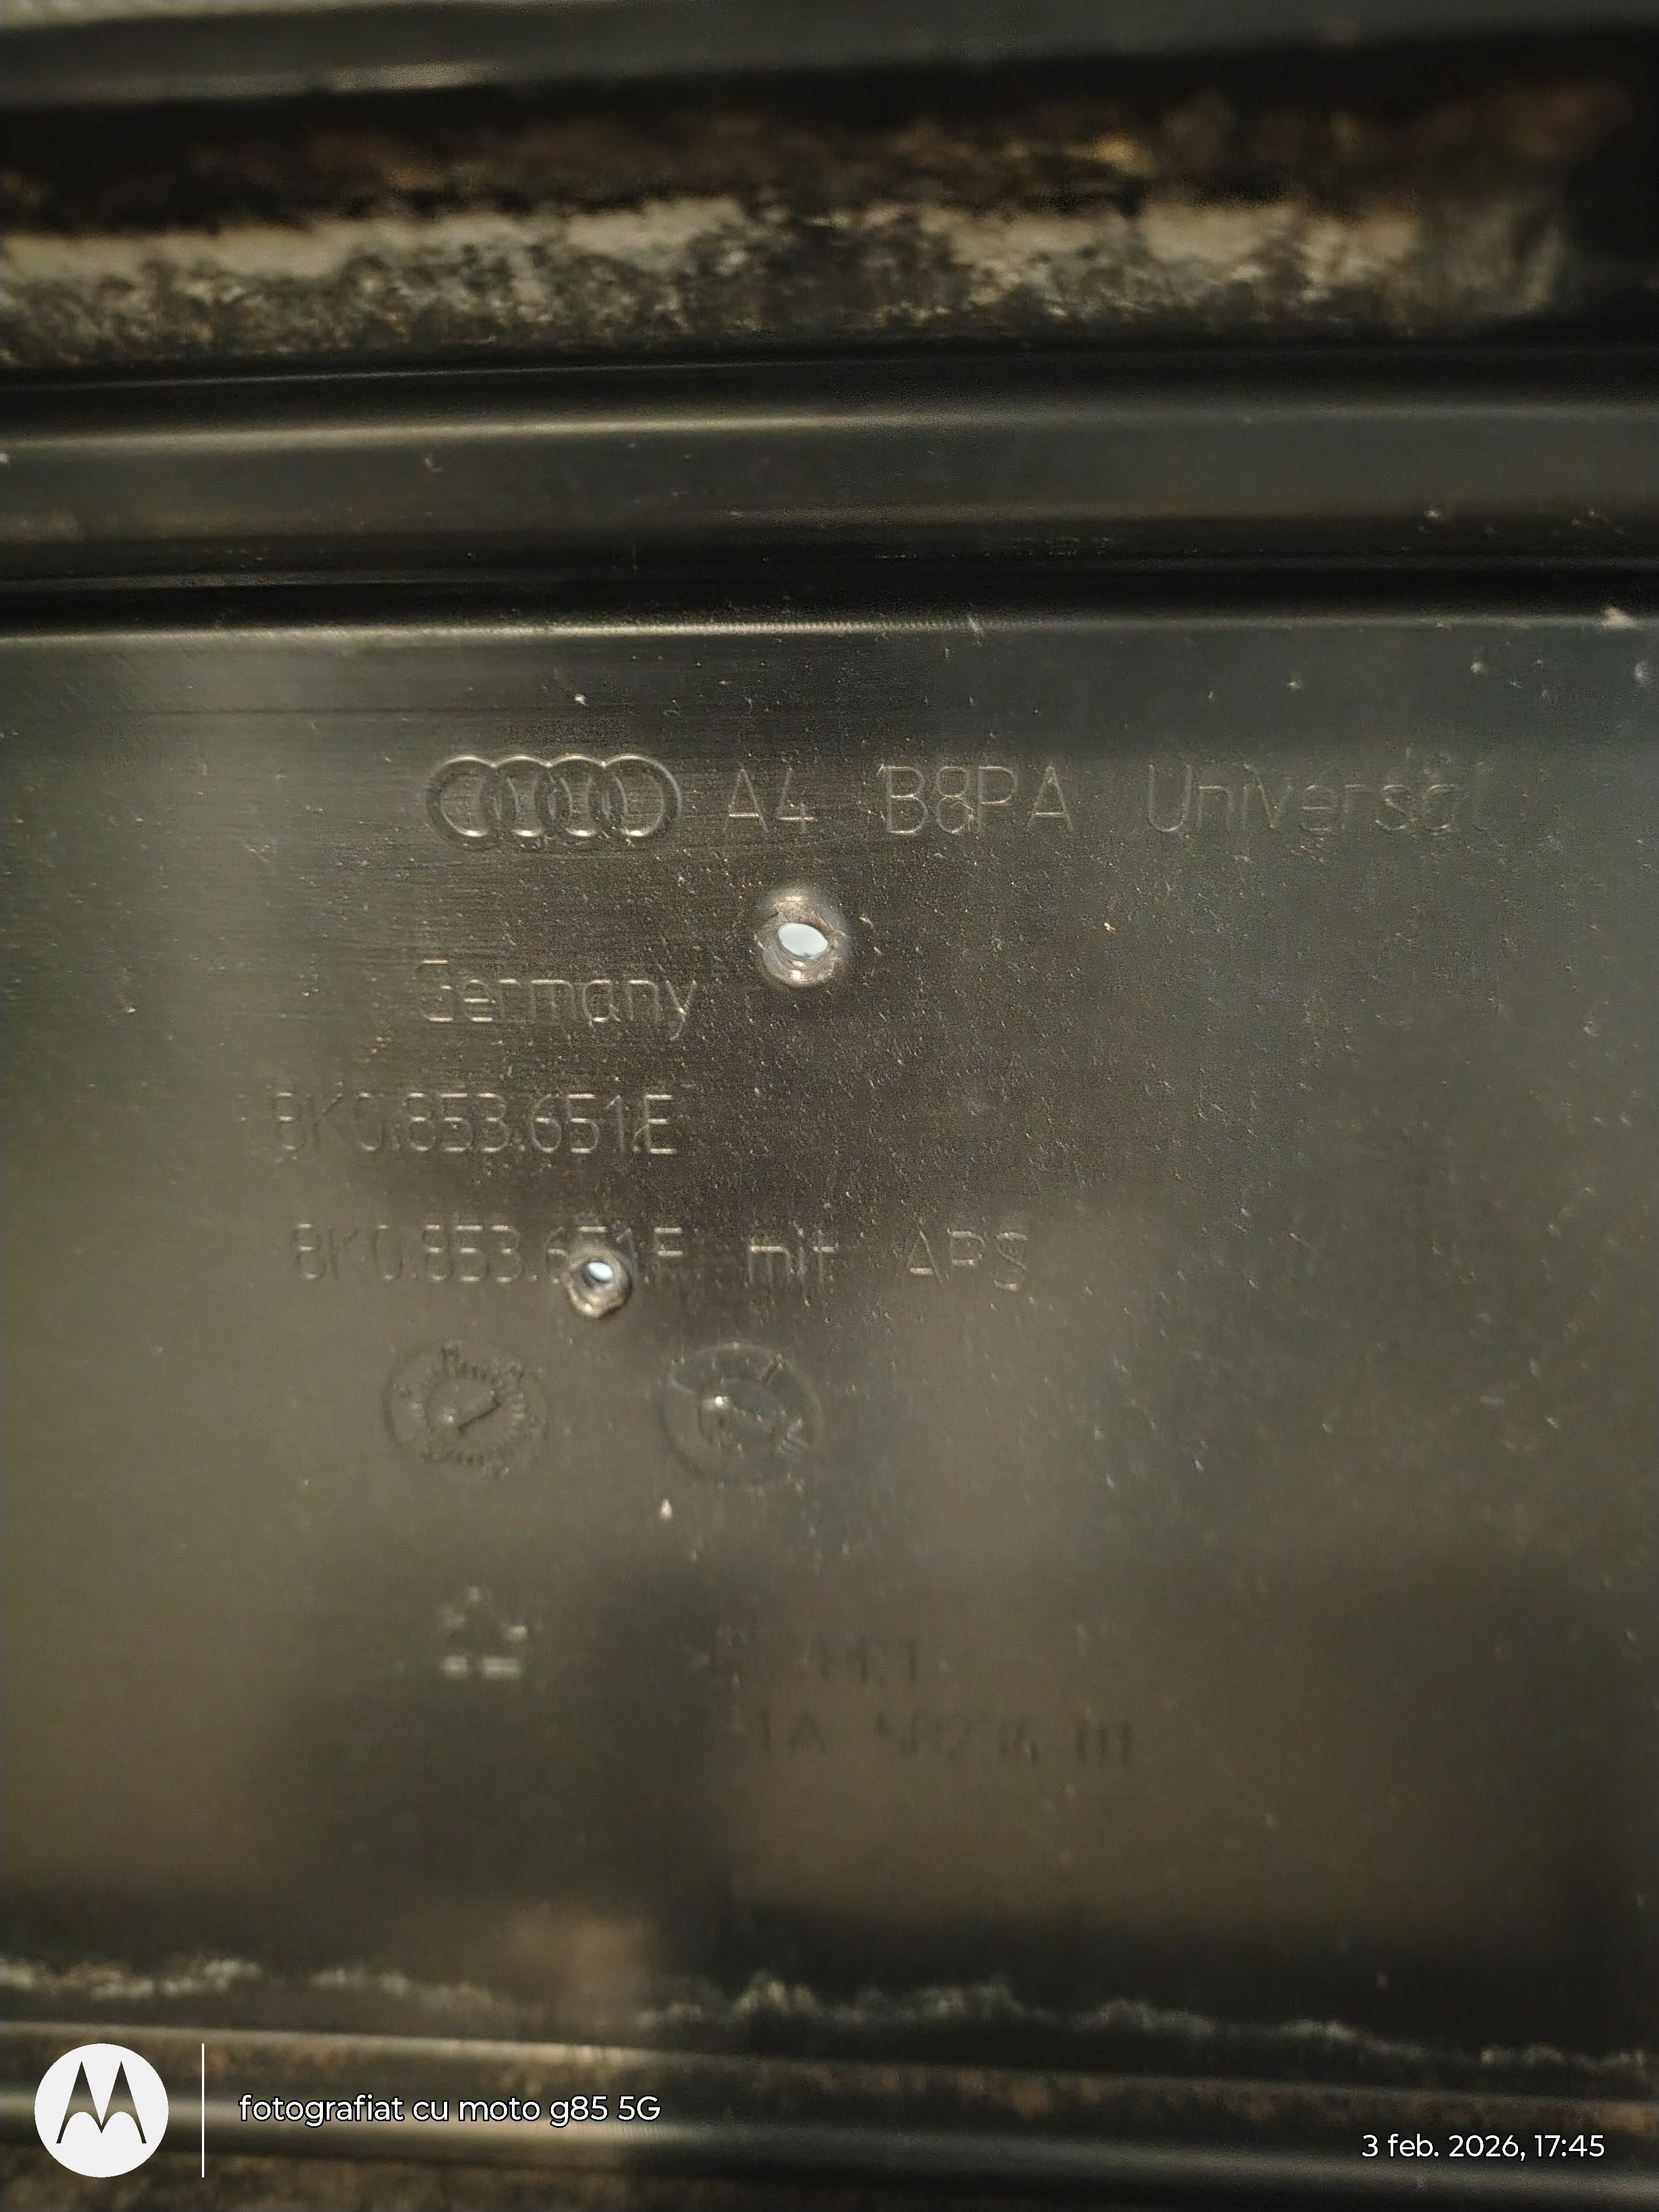 A4 B8PA Universal
Germany
8K0.853.651.E
8K0.853.651.F mit APS
fotografiat cu moto g85 5G
3 feb. 2026, 17:45